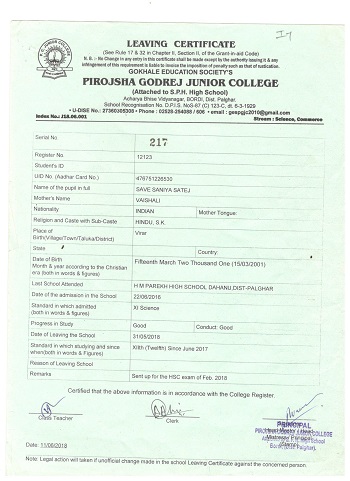 I7
LEAVING CERTIFICATE
(See Rule 17 & 32 in Chapter II, Section II, of the Grant-in-aid Code)
N. B. :- No Change in any entry in this certificate shall be made except by the authority issuing it & any
infringement of this requirement is liable to involve the imposition of penalty such as that of rustication.
GOKHALE EDUCATION SOCIETY'S
PIROJSHA GODREJ JUNIOR COLLEGE
(Attached to S.P.H. High School)
Acharya Bhise Vidyanagar, BORDI, Dist. Palghar.
School Recognisation No. D.P.I.S. NoS-87 (C) 123-C, dt. 6-3-1929
• U-DISE No.: 27360305308 • Phone : 02528-254088 / 606 • email : gespgjc2010@gmail.com
Index No.: J16.06.001 Stream : Science, Commerce
Serial No. 217
Register No. 12123
Student's ID
UID No. (Aadhar Card No.) 476751226530
Name of the pupil in full SAVE SANIYA SATEJ
Mother's Name VAISHALI
Nationality INDIAN Mother Tongue:
Religion and Caste with Sub-Caste HINDU, S.K.
Place of
Birth(Village/Town/Taluka/District) Virar
State Country:
Date of Birth
Month & year according to the Christian
era (both in words & figures) Fifteenth March Two Thousand One (15/03/2001)
Last School Attended H M PAREKH HIGH SCHOOL DAHANU,DIST-PALGHAR
Date of the admission in the School 22/06/2016
Standard in which admitted
(both in words & figures) XI Science
Progress in Study Good Conduct: Good
Date of Leaving the School 31/05/2018
Standard in which studying and since
when(both in words & Figures) XIIth (Twelfth) Since June 2017
Reason of Leaving School
Remarks Sent up for the HSC exam of Feb. 2018
Certified that the above information is in accordance with the College Register.
Class Teacher
Clerk
PRINCIPAL
Date: 11/06/2018
Note: Legal action will taken if unofficial change made in the school Leaving Certificate against the concerned person.